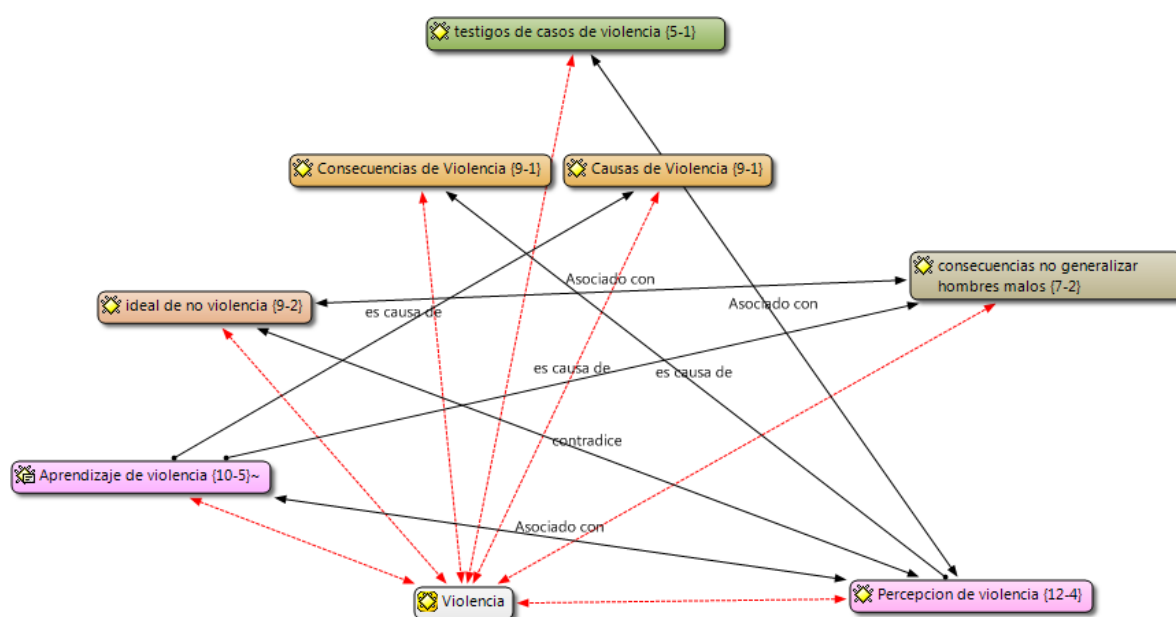 testigos de casos de violencia {5-1}
Consecuencias de Violencia {9-1}
Causas de Violencia {9-1}
consecuencias no generalizar
hombres malos {7-2}
Asociado con
ideal de no violencia {9-2}
Asociado con
es causa de
es causa de
es causa de
contradice
Aprendizaje de violencia {10-5}~
Asociado con
Violencia
Percepcion de violencia {12-4}